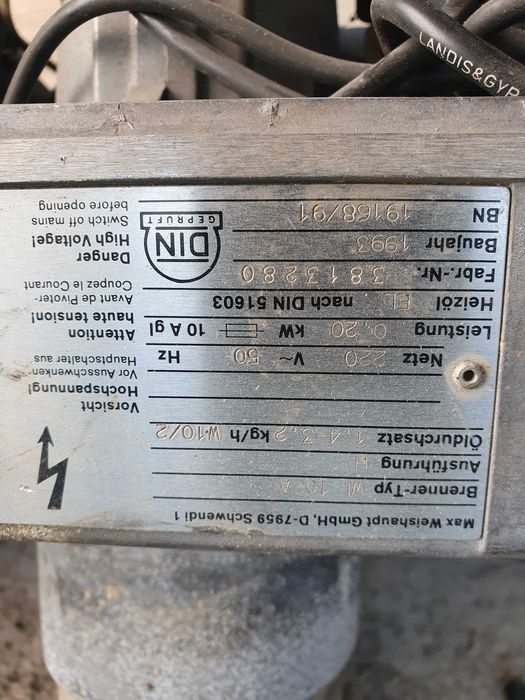 Max Weishaupt GmbH, D-7959 Schwendi 1
Brenner-Typ WL 10-A
Ausführung H
Öldurchsatz 1,4-3,2 kg/h W10/2
Netz 220 V~ 50 Hz
Leistung 0,20 kW 10 A gl
Heizöl EL nach DIN 51603
Fabr.-Nr. 3813280
Baujahr 1993
BN 19168/91
DIN
GEPRÜFT
Vorsicht
Hochspannung!
Vor Ausschwenken
Hauptschalter aus
Attention
haute tension!
Avant de Pivoter-
Coupez le Courant
Danger
High Voltage!
Switch off mains
before opening
LANDIS&GYR